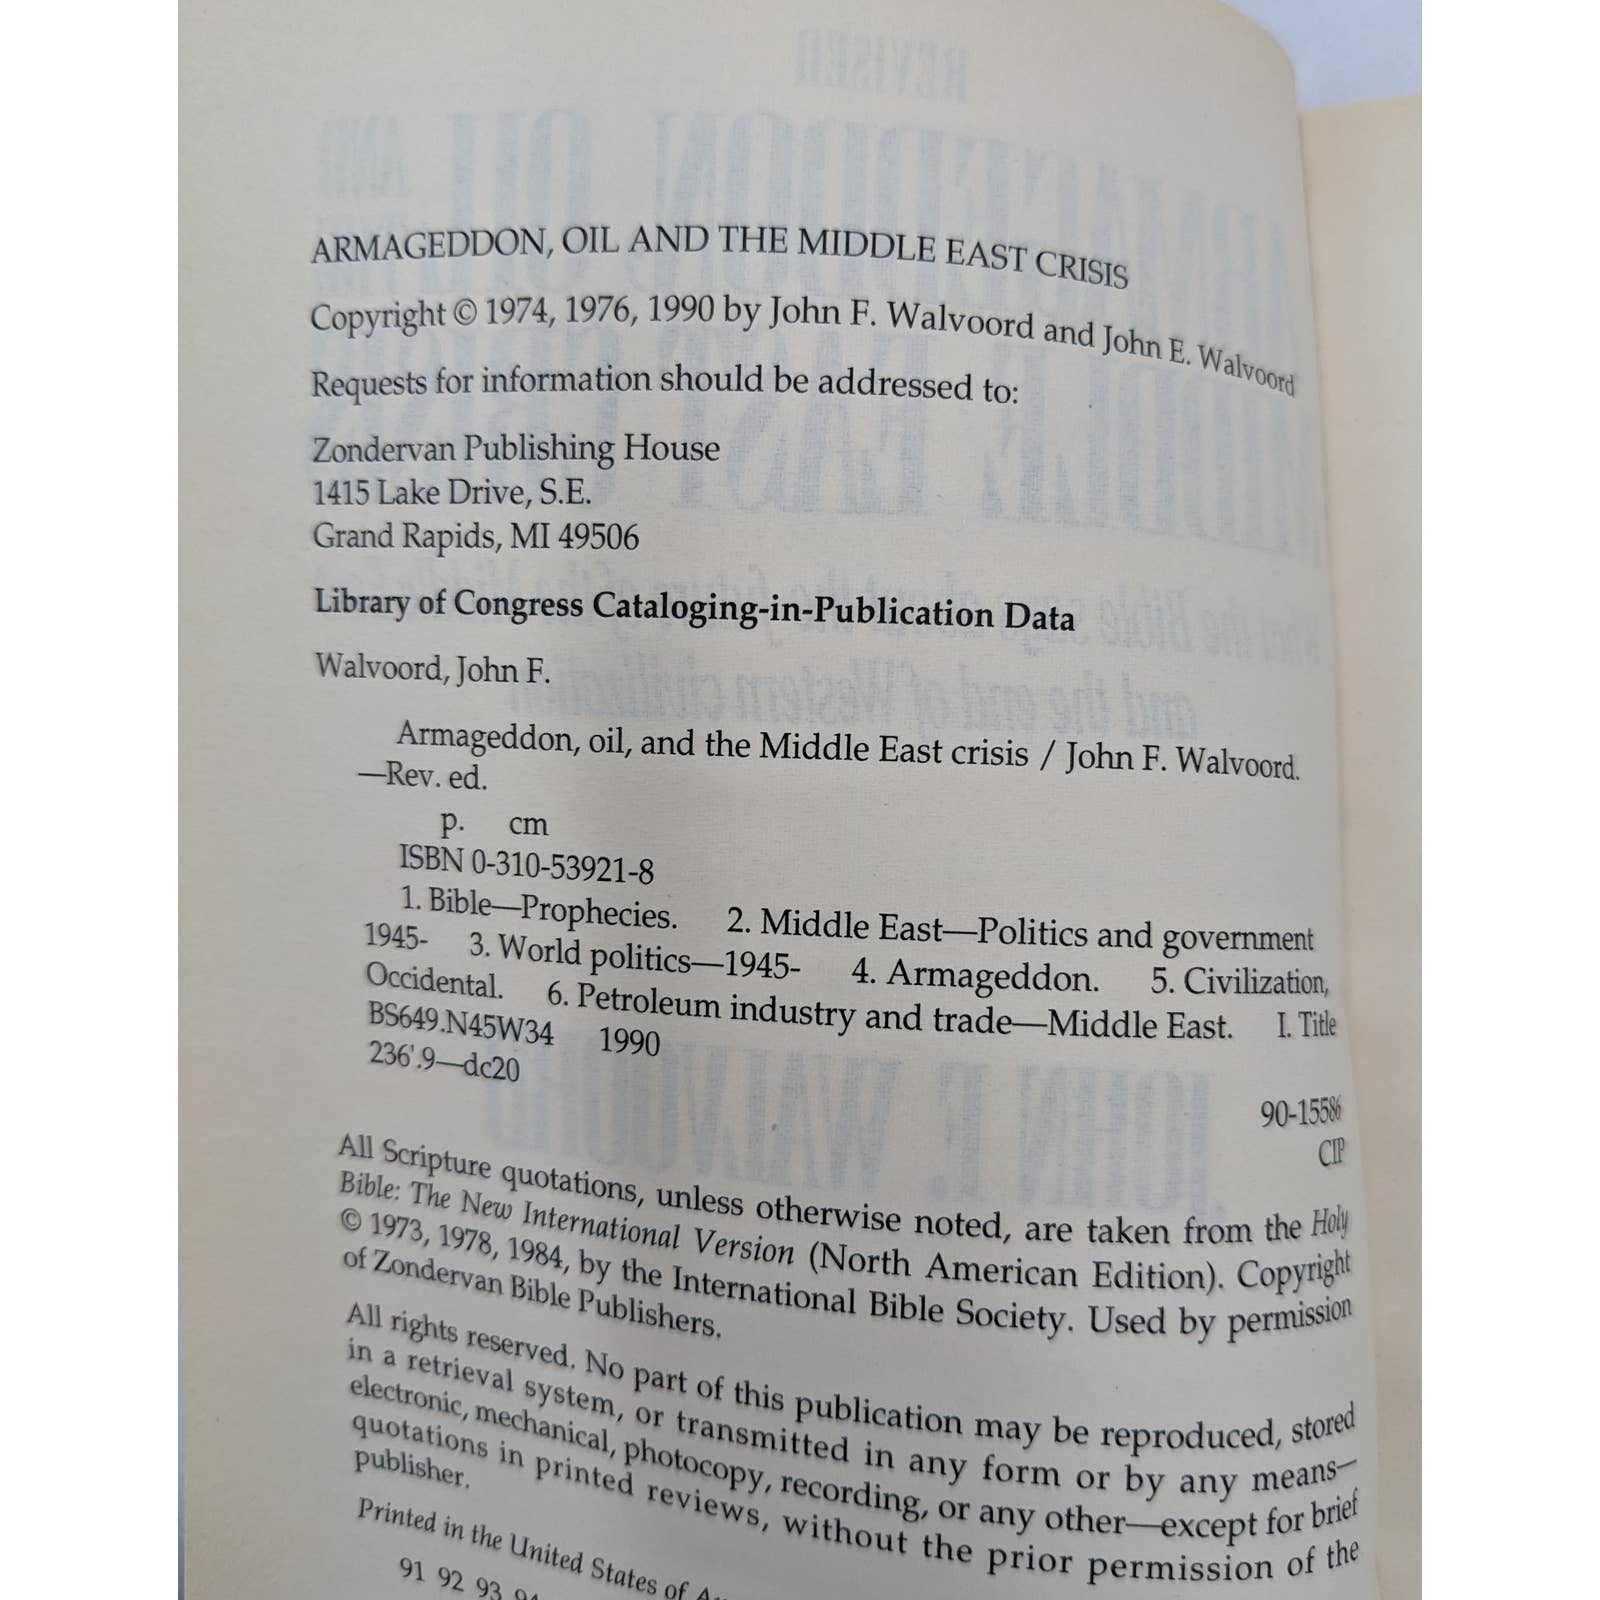 ARMAGEDDON, OIL AND THE MIDDLE EAST CRISIS
Copyright © 1974, 1976, 1990 by John F. Walvoord and John E. Walvoord
Requests for information should be addressed to:
Zondervan Publishing House
1415 Lake Drive, S.E.
Grand Rapids, MI 49506
Library of Congress Cataloging-in-Publication Data
Walvoord, John F.
Armageddon, oil, and the Middle East crisis / John F. Walvoord.
—Rev. ed.
p. cm
ISBN 0-310-53921-8
1. Bible—Prophecies. 2. Middle East—Politics and government
1945- 3. World politics—1945- 4. Armageddon. 5. Civilization,
Occidental. 6. Petroleum industry and trade—Middle East. I. Title
BS649.N45W34 1990
236'.9—dc20
90-15586
CIP
All Scripture quotations, unless otherwise noted, are taken from the Holy
Bible: The New International Version (North American Edition). Copyright
© 1973, 1978, 1984, by the International Bible Society. Used by permission
of Zondervan Bible Publishers.
All rights reserved. No part of this publication may be reproduced, stored
in a retrieval system, or transmitted in any form or by any means—
electronic, mechanical, photocopy, recording, or any other—except for brief
quotations in printed reviews, without the prior permission of the
publisher.
Printed in the United States of
91 92 93